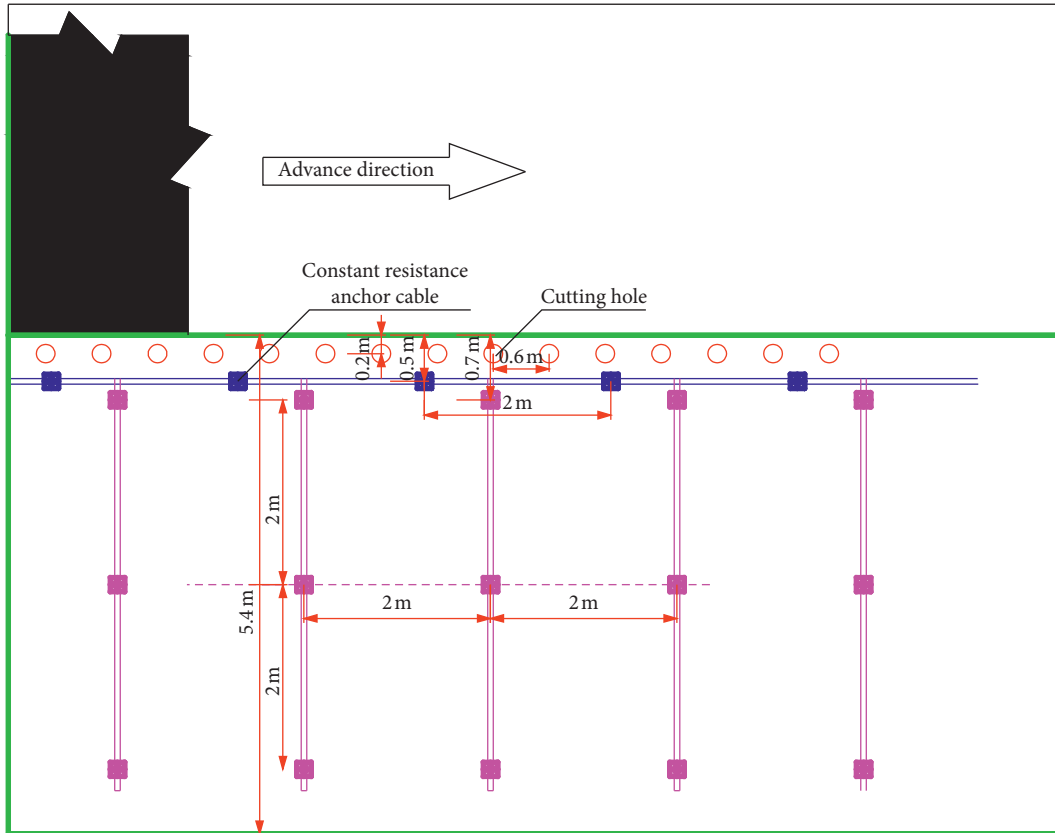 Advance direction
Constant resistance
anchor cable
Cutting hole
0.2 m
0.5 m
0.7 m
0.6 m
2 m
2 m
2 m
2 m
5.4 m
2 m